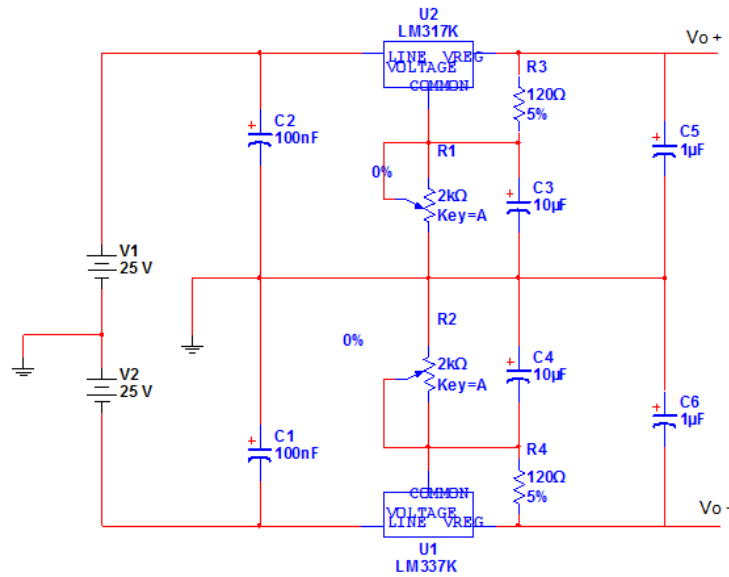 U2
LM317K
Vo +
LINE VREG
VOLTAGE
COMMON
R3
120Ω
5%
C2
100nF
R1
0%
2kΩ
Key=A
C3
10µF
C5
1µF
V1
25 V
R2
0%
2kΩ
Key=A
C4
10µF
V2
25 V
C6
1µF
C1
100nF
R4
120Ω
5%
COMMON
VOLTAGE
LINE VREG
Vo -
U1
LM337K